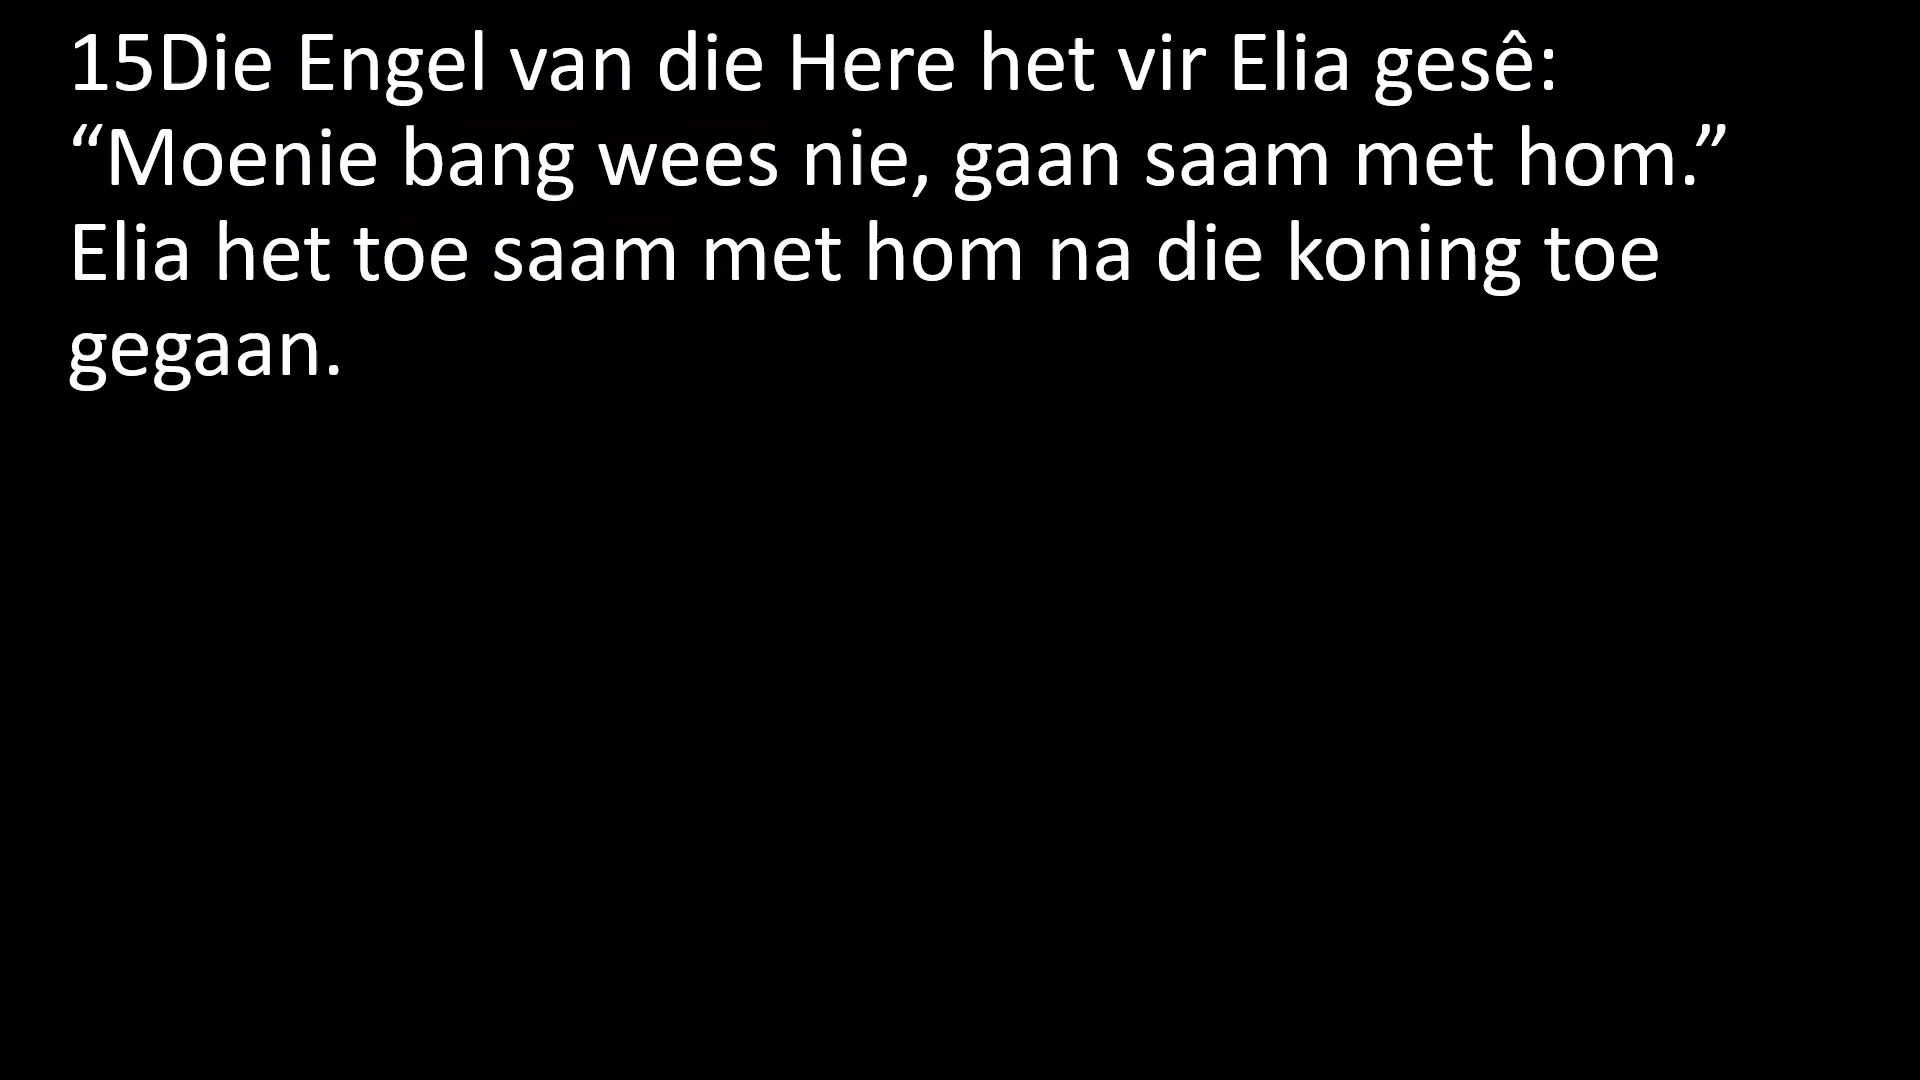 15Die Engel van die Here het vir Elia gesê:
“Moenie bang wees nie, gaan saam met hom.”
Elia het toe saam met hom na die koning toe
gegaan.